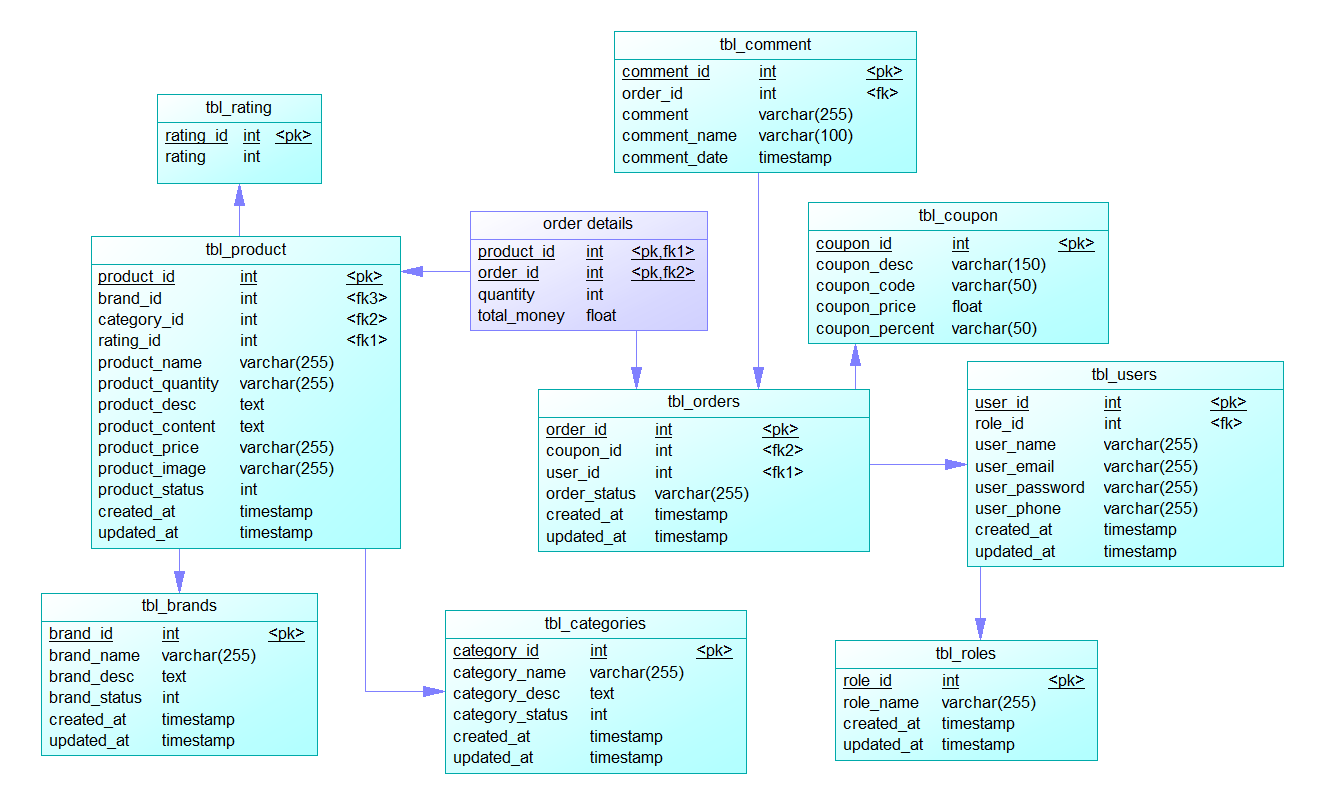 tbl_comment
comment_id int <pk>
order_id int <fk>
comment varchar(255)
comment_name varchar(100)
comment_date timestamp
tbl_rating
rating_id int <pk>
rating int
order details
product_id int <pk,fk1>
order_id int <pk,fk2>
quantity int
total_money float
tbl_coupon
coupon_id int <pk>
coupon_desc varchar(150)
coupon_code varchar(50)
coupon_price float
coupon_percent varchar(50)
tbl_product
product_id int <pk>
brand_id int <fk3>
category_id int <fk2>
rating_id int <fk1>
product_name varchar(255)
product_quantity varchar(255)
product_desc text
product_content text
product_price varchar(255)
product_image varchar(255)
product_status int
created_at timestamp
updated_at timestamp
tbl_orders
order_id int <pk>
coupon_id int <fk2>
user_id int <fk1>
order_status varchar(255)
created_at timestamp
updated_at timestamp
tbl_users
user_id int <pk>
role_id int <fk>
user_name varchar(255)
user_email varchar(255)
user_password varchar(255)
user_phone varchar(255)
created_at timestamp
updated_at timestamp
tbl_brands
brand_id int <pk>
brand_name varchar(255)
brand_desc text
brand_status int
created_at timestamp
updated_at timestamp
tbl_categories
category_id int <pk>
category_name varchar(255)
category_desc text
category_status int
created_at timestamp
updated_at timestamp
tbl_roles
role_id int <pk>
role_name varchar(255)
created_at timestamp
updated_at timestamp